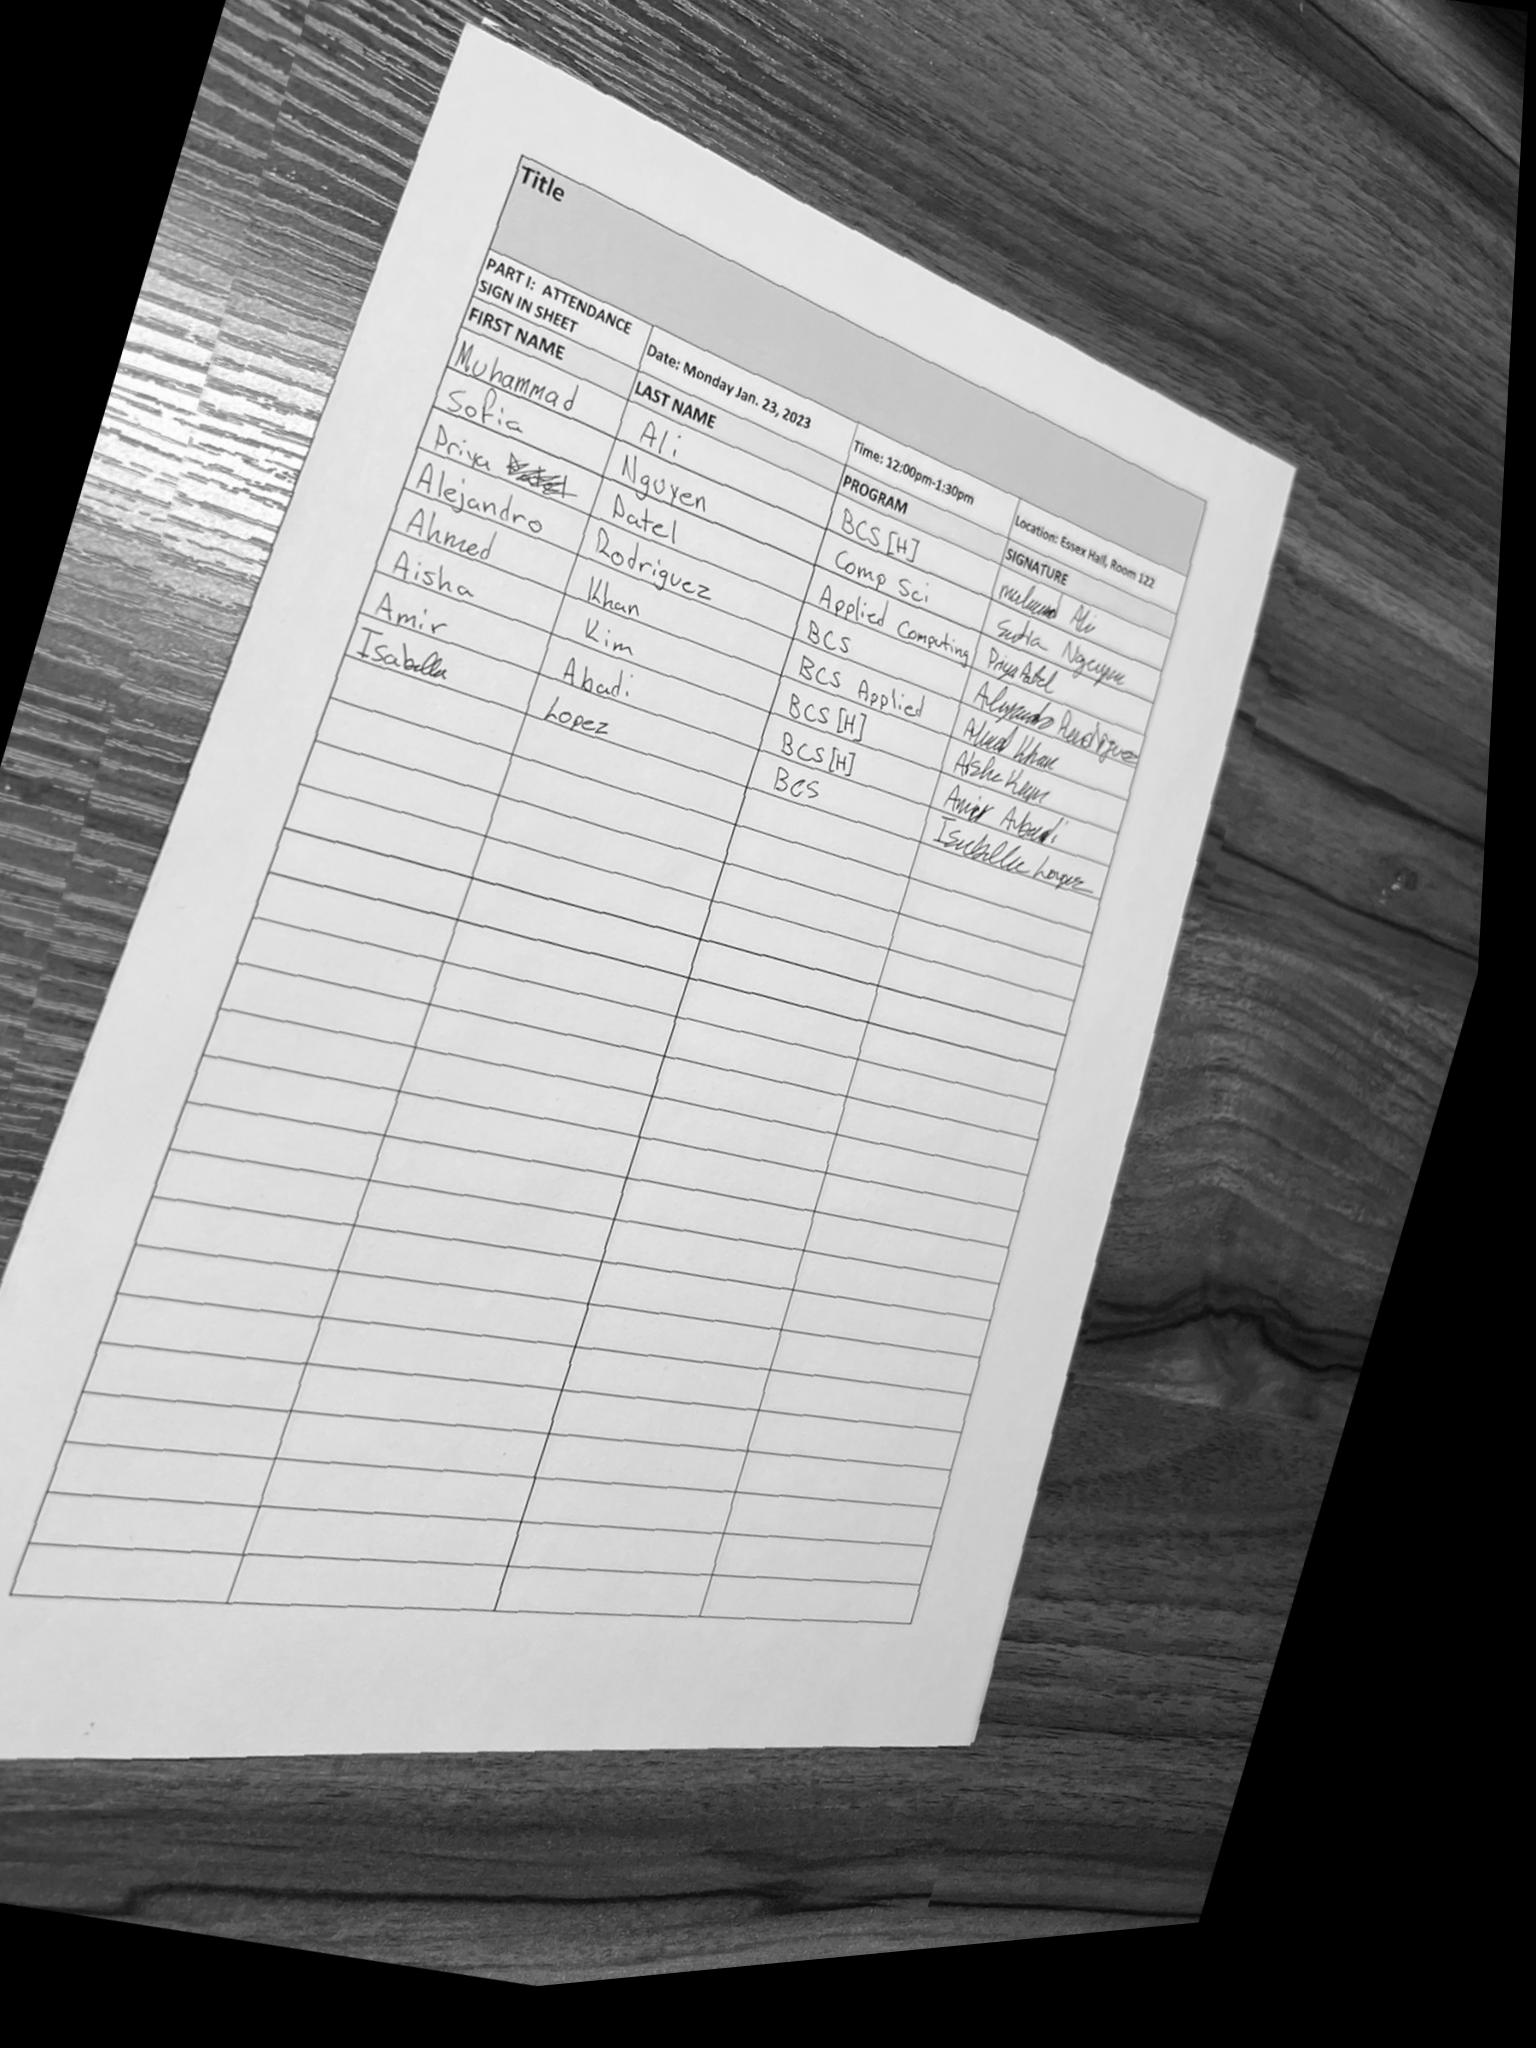 Title
PART I: ATTENDANCE SIGN IN SHEET Date: Monday Jan. 23, 2023 Time: 12:00pm-1:30pm Location: Essex Hall, Room 122
FIRST NAME LAST NAME PROGRAM SIGNATURE
Muhammad Ali BCS [H] Ali
Sofia Nguyen Comp Sci Sofia Nguyen
Priya Patel Applied Computing Priya Patel
Alejandro Rodriguez BCS Alejandro Rodriguez
Ahmed Khan BCS Applied Ahmed Khan
Aisha Kim BCS [H] Aisha Kim
Amir Abadi BCS [H] Amir Abadi
Isabella Lopez BCS Isabella Lopez